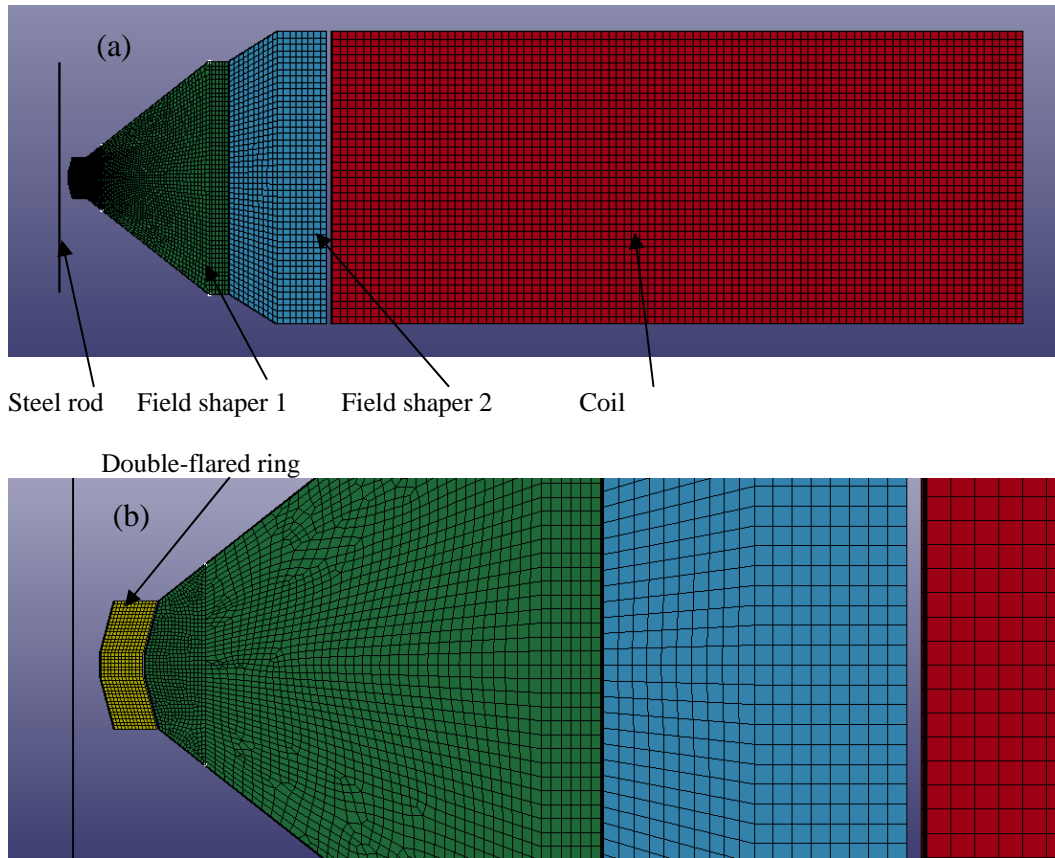 (a)
Steel rod Field shaper 1 Field shaper 2 Coil
Double-flared ring
(b)